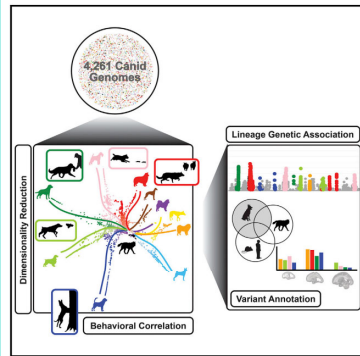 4,261 Canid
Genomes
Lineage Genetic Association
Dimensionality Reduction
Behavioral Correlation
Variant Annotation